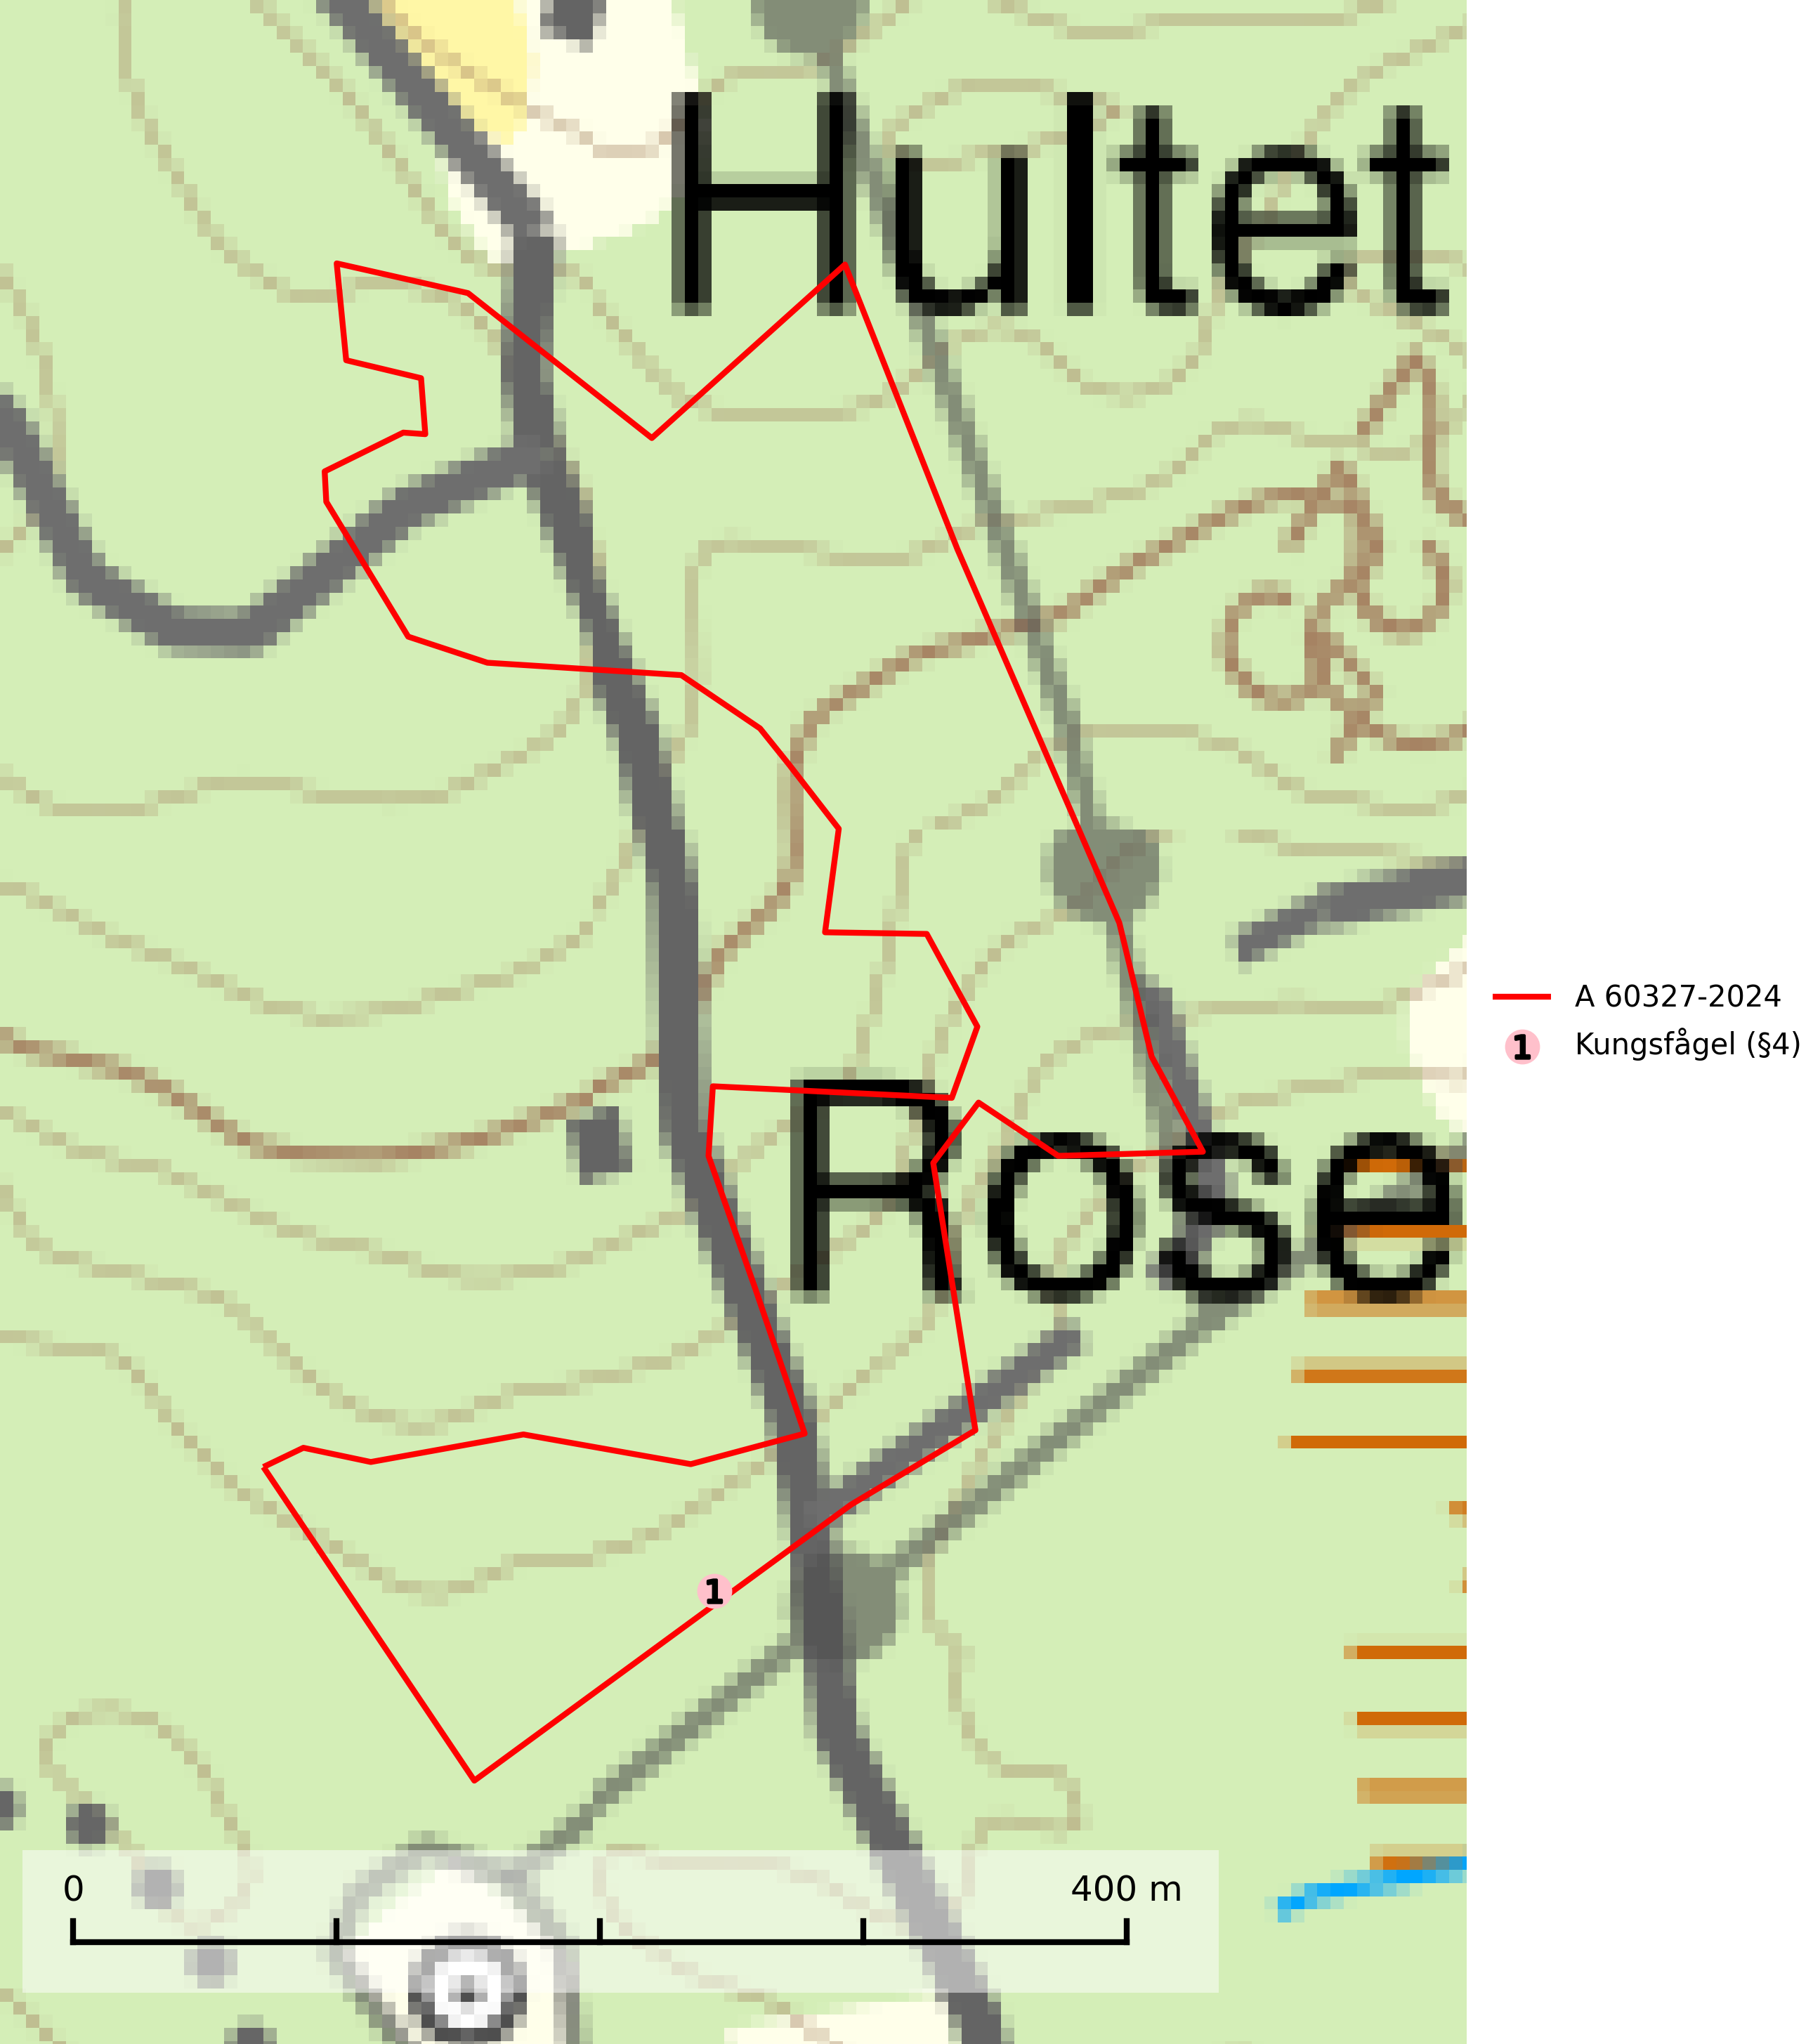 Hultet
A 60327-2024
1 Kungsfågel (§4)
Rose
1
0 400 m